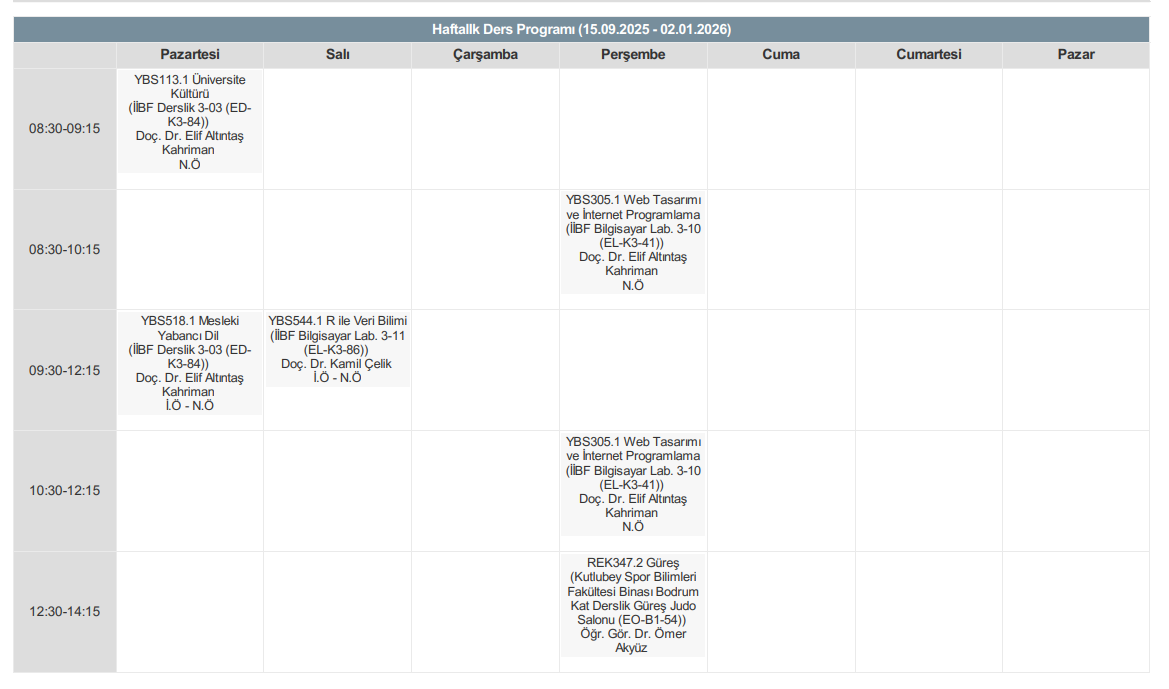 Haftalık Ders Programı (15.09.2025 - 02.01.2026)
Pazartesi Salı Çarşamba Perşembe Cuma Cumartesi Pazar
08:30-09:15
YBS113.1 Üniversite
Kültürü
(İİBF Derslik 3-03 (ED-
K3-84))
Doç. Dr. Elif Altıntaş
Kahriman
N.Ö
08:30-10:15
YBS305.1 Web Tasarımı
ve İnternet Programlama
(İİBF Bilgisayar Lab. 3-10
(EL-K3-41))
Doç. Dr. Elif Altıntaş
Kahriman
N.Ö
09:30-12:15
YBS518.1 Mesleki
Yabancı Dil
(İİBF Derslik 3-03 (ED-
K3-84))
Doç. Dr. Elif Altıntaş
Kahriman
İ.Ö - N.Ö
YBS544.1 R ile Veri Bilimi
(İİBF Bilgisayar Lab. 3-11
(EL-K3-86))
Doç. Dr. Kamil Çelik
İ.Ö - N.Ö
10:30-12:15
YBS305.1 Web Tasarımı
ve İnternet Programlama
(İİBF Bilgisayar Lab. 3-10
(EL-K3-41))
Doç. Dr. Elif Altıntaş
Kahriman
N.Ö
12:30-14:15
REK347.2 Güreş
(Kutlubey Spor Bilimleri
Fakültesi Binası Bodrum
Kat Derslik Güreş Judo
Salonu (EO-B1-54))
Öğr. Gör. Dr. Ömer
Akyüz